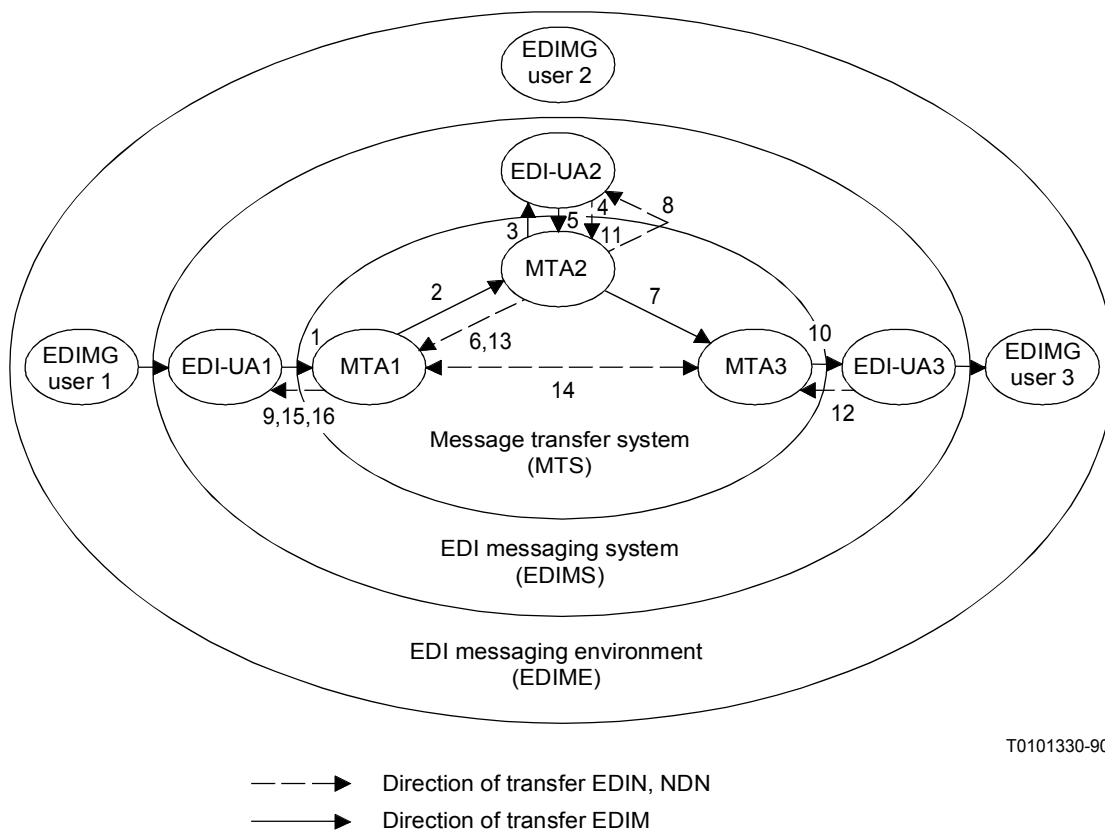 EDIMG
user 2
EDI-UA2
3
5
4
11
8
MTA2
2
7
6,13
1
10
EDIMG
user 1
EDI-UA1
MTA1
MTA3
EDI-UA3
EDIMG
user 3
14
9,15,16
12
Message transfer system
(MTS)
EDI messaging system
(EDIMS)
EDI messaging environment
(EDIME)
T0101330-90
Direction of transfer EDIN, NDN
Direction of transfer EDIM